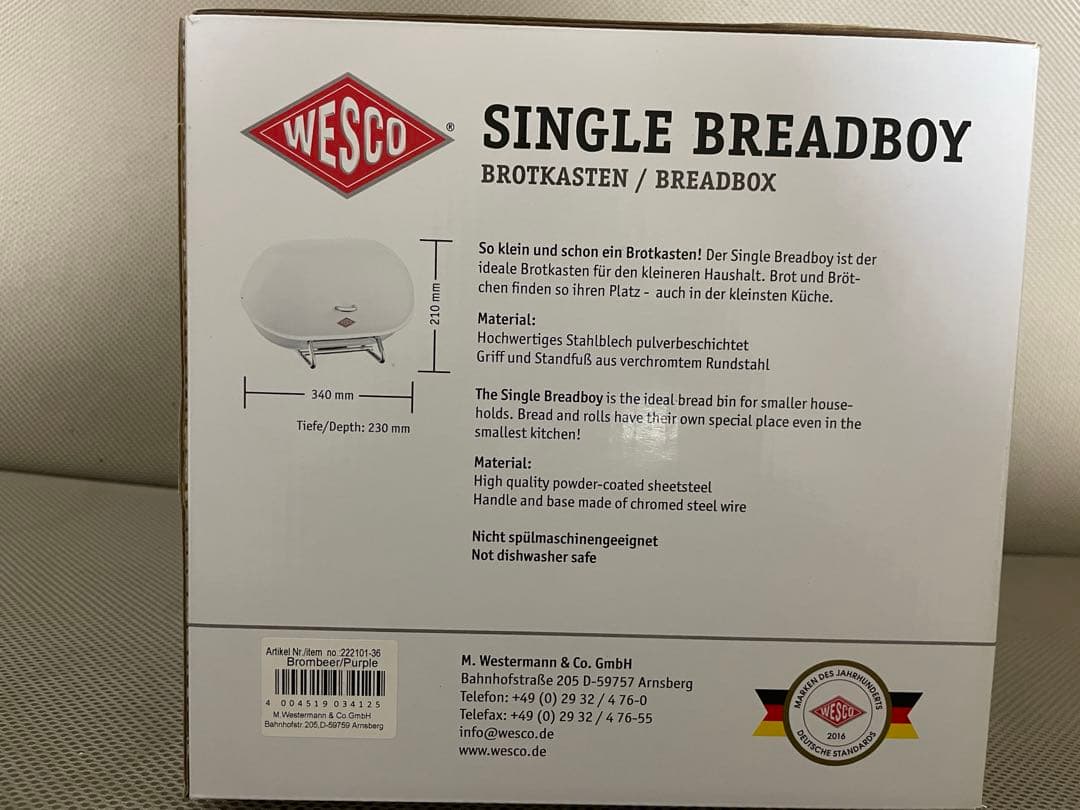 WESCO ®
SINGLE BREADBOY
BROTKASTEN / BREADBOX
So klein und schon ein Brotkasten! Der Single Breadboy ist der
ideale Brotkasten für den kleineren Haushalt. Brot und Bröt-
chen finden so ihren Platz - auch in der kleinsten Küche.
Material:
Hochwertiges Stahlblech pulverbeschichtet
Griff und Standfuß aus verchromtem Rundstahl
210 mm
340 mm
Tiefe/Depth: 230 mm
The Single Breadboy is the ideal bread bin for smaller house-
holds. Bread and rolls have their own special place even in the
smallest kitchen!
Material:
High quality powder-coated sheetsteel
Handle and base made of chromed steel wire
Nicht spülmaschinengeeignet
Not dishwasher safe
Artikel Nr./item no.:222101-36
Brombeer/Purple
4 004519 034125
M.Westermann & Co.GmbH
Bahnhofstr.205,D-59759 Arnsberg
M. Westermann & Co. GmbH
Bahnhofstraße 205 D-59757 Arnsberg
Telefon: +49 (0) 29 32 / 4 76-0
Telefax: +49 (0) 29 32 / 4 76-55
info@wesco.de
www.wesco.de
MARKEN DES JAHRHUNDERTS
WESCO
2016
DEUTSCHE STANDARDS